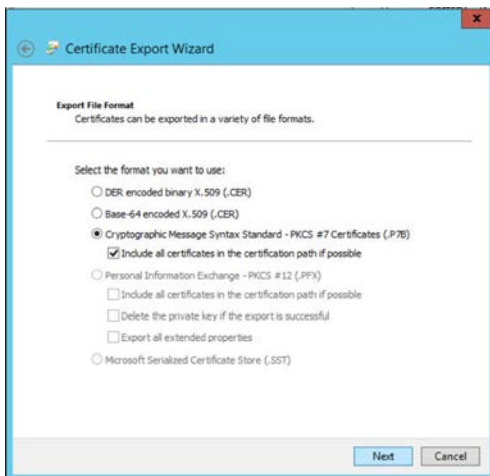 Certificate Export Wizard
Export File Format
Certificates can be exported in a variety of file formats.
Select the format you want to use:
DER encoded binary X.509 (.CER)
Base-64 encoded X.509 (.CER)
Cryptographic Message Syntax Standard - PKCS #7 Certificates (.P7B)
Include all certificates in the certification path if possible
Personal Information Exchange - PKCS #12 (.PFX)
Include all certificates in the certification path if possible
Delete the private key if the export is successful
Export all extended properties
Microsoft Serialized Certificate Store (.SST)
Next Cancel